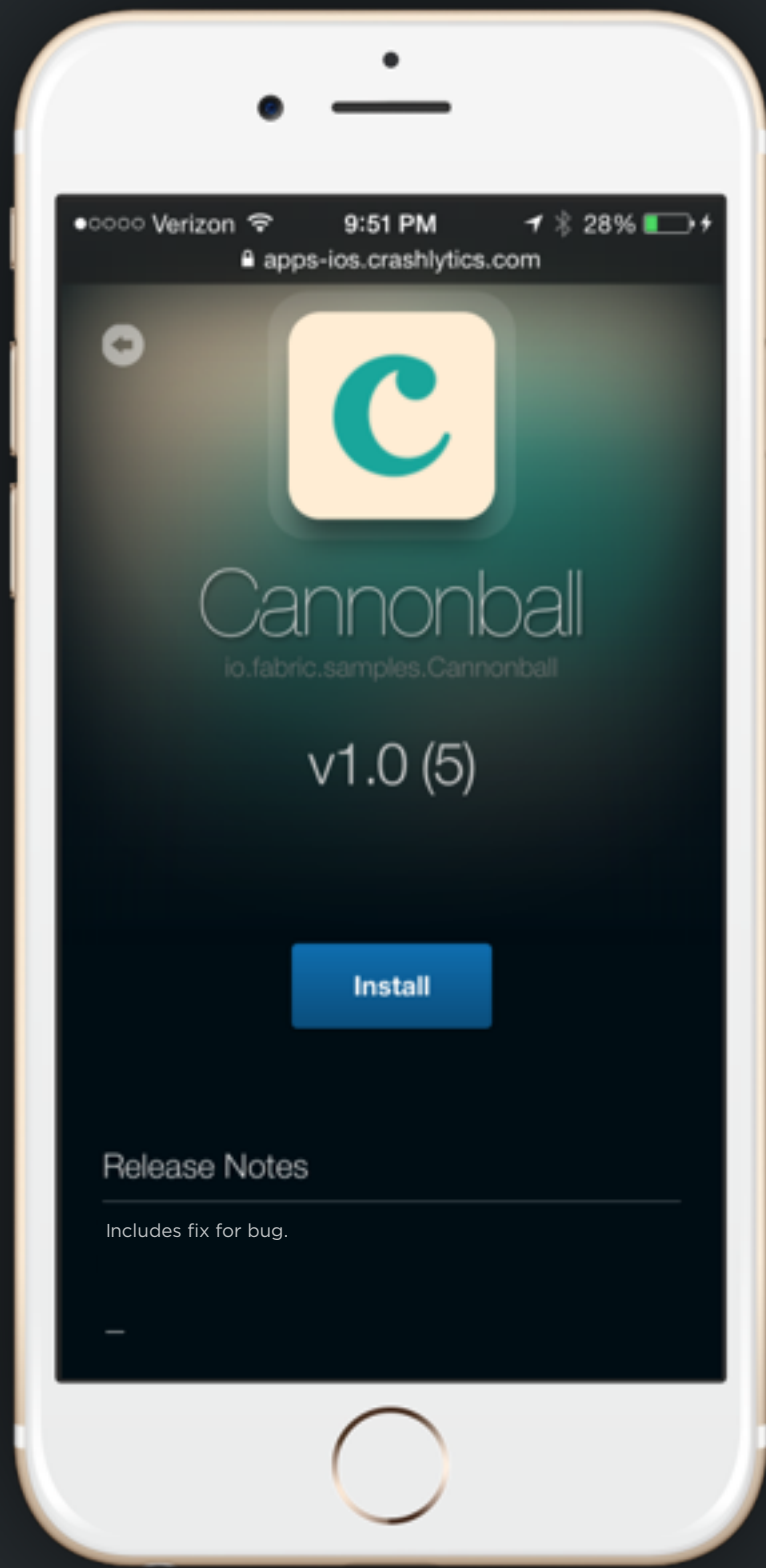 Verizon 9:51 PM 28%
apps-ios.crashlytics.com
C
Cannonball
io.fabric.samples.Cannonball
v1.0 (5)
Install
Release Notes
Includes fix for bug.
—